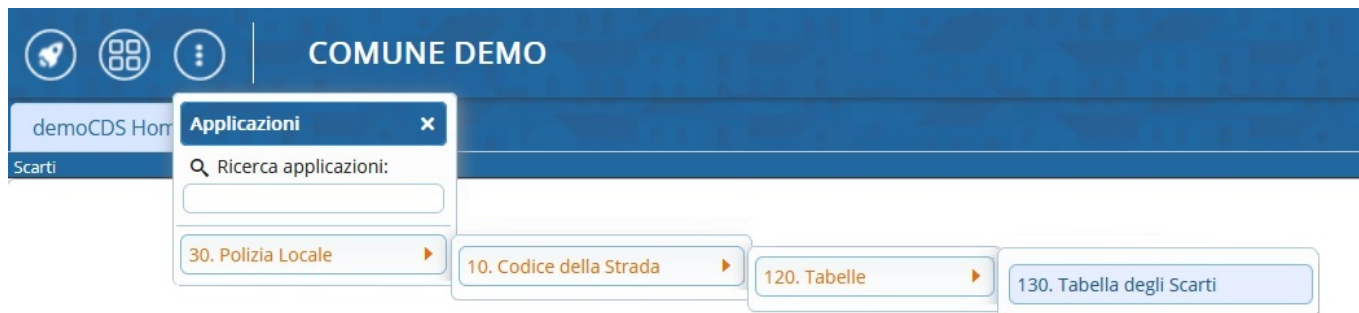 COMUNE DEMO
demoCDS Hom
Applicazioni
Scarti
Ricerca applicazioni:
30. Polizia Locale
10. Codice della Strada
120. Tabelle
130. Tabella degli Scarti